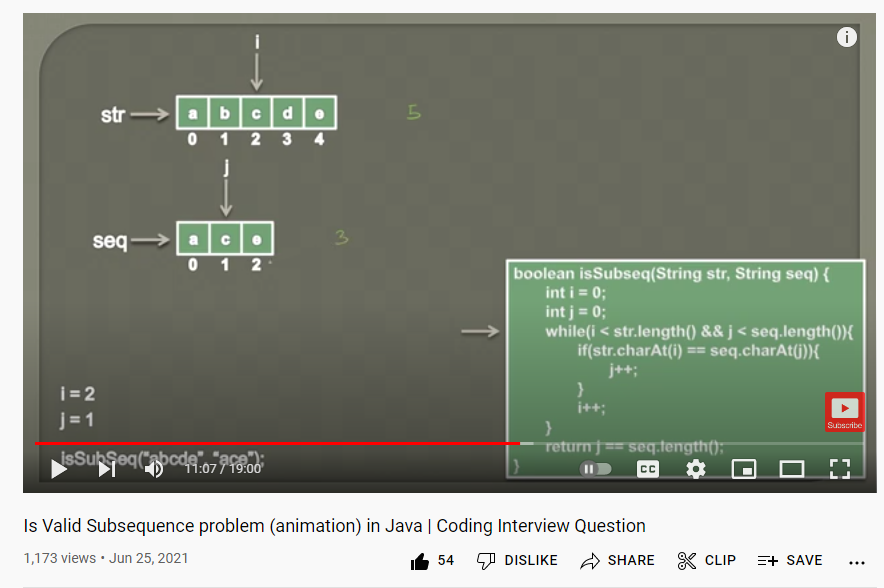 i
str a b c d e 5
0 1 2 3 4
j
seq a c e 3
0 1 2
boolean isSubseq(String str, String seq) {
int i = 0;
int j = 0;
while(i < str.length() && j < seq.length()){
if(str.charAt(i) == seq.charAt(j)){
j++;
}
i++;
}
return j == seq.length();
}
i = 2
j = 1
isSubSeq("abcde", "ace");
Subscribe
11:07 / 19:00
CC
Is Valid Subsequence problem (animation) in Java | Coding Interview Question
1,173 views • Jun 25, 2021
54 DISLIKE SHARE CLIP SAVE ...